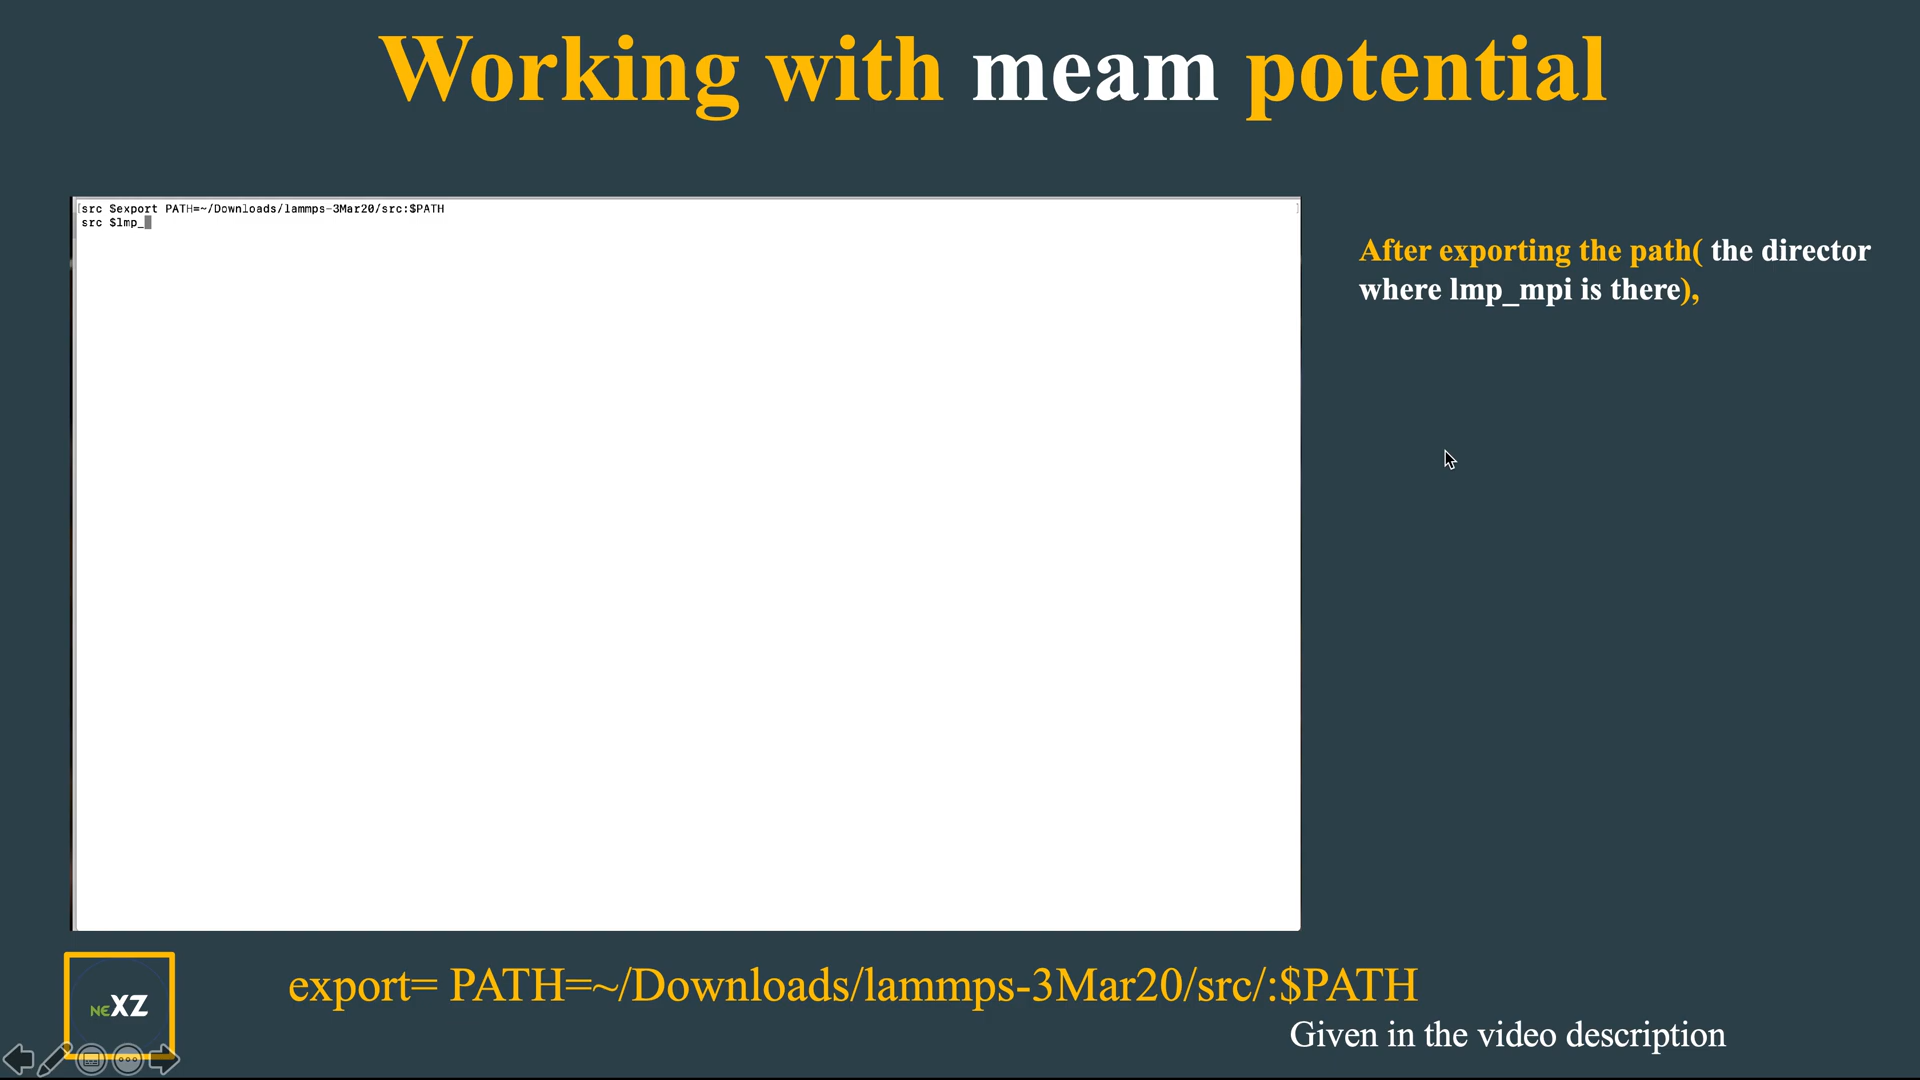 Working with meam potential
src $export PATH=~/Downloads/lammps-3Mar20/src:$PATH
src $lmp_
After exporting the path( the director
where lmp_mpi is there),
export= PATH=~/Downloads/lammps-3Mar20/src/:$PATH
NEXZ
Given in the video description